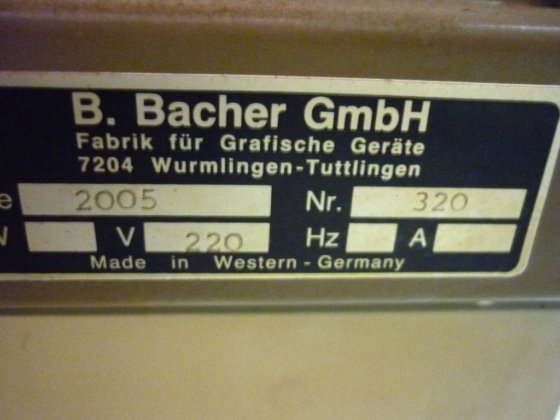 B. Bacher GmbH
Fabrik für Grafische Geräte
7204 Wurmlingen-Tuttlingen
2005 Nr. 320
V 220 Hz A
Made in Western-Germany